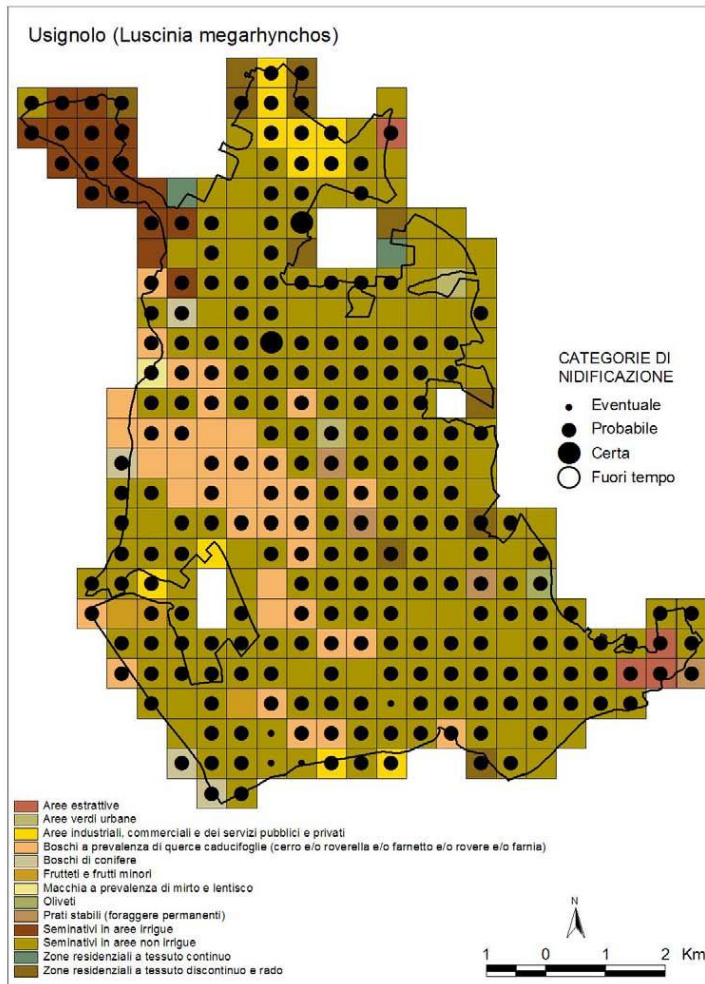 Usignolo (Luscinia megarhynchos)
CATEGORIE DI
NIDIFICAZIONE
Eventuale
Probabile
Certa
Fuori tempo
Aree estrattive
Aree verdi urbane
Aree industriali, commerciali e dei servizi pubblici e privati
Boschi a prevalenza di querce caducifoglie (cerro e/o roverella e/o farnetto e/o rovere e/o farnia)
Boschi di conifere
Frutteti e frutti minori
Macchia a prevalenza di mirto e lentisco
Oliveti
Prati stabili (foraggere permanenti)
Seminativi in aree irrigue
Seminativi in aree non irrigue
Zone residenziali a tessuto continuo
Zone residenziali a tessuto discontinuo e rado
N
1 0 1 2 Km